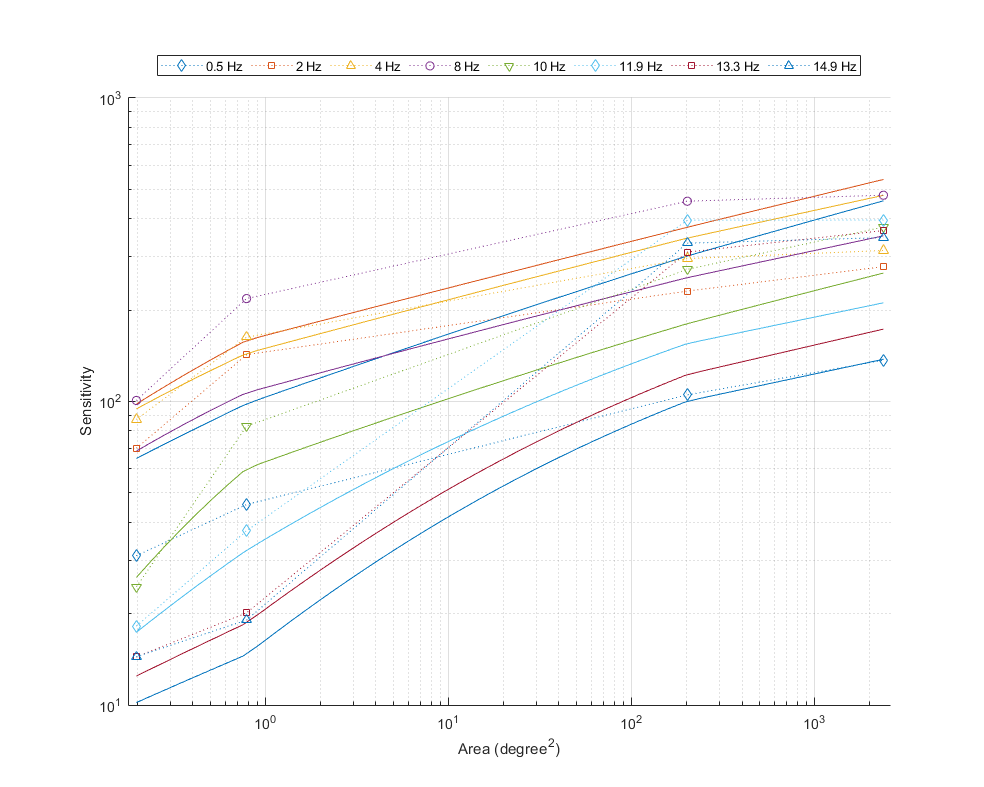 0.5 Hz 2 Hz 4 Hz 8 Hz 10 Hz 11.9 Hz 13.3 Hz 14.9 Hz
10³
10²
10¹
Sensitivity
10⁰ 10¹ 10² 10³
Area (degree²)